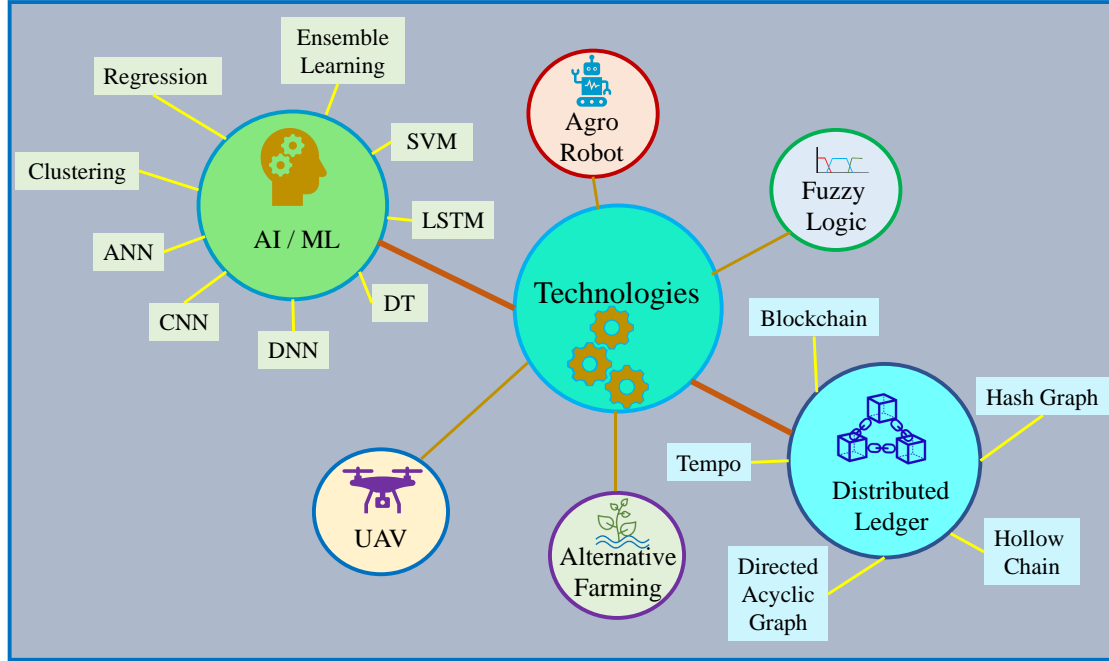 Ensemble
Learning
Regression
SVM
Clustering
LSTM
ANN
AI / ML
CNN
DT
DNN
Agro
Robot
Fuzzy
Logic
Technologies
Blockchain
Hash Graph
Tempo
Distributed
Ledger
Hollow
Chain
Directed
Acyclic
Graph
UAV
Alternative
Farming